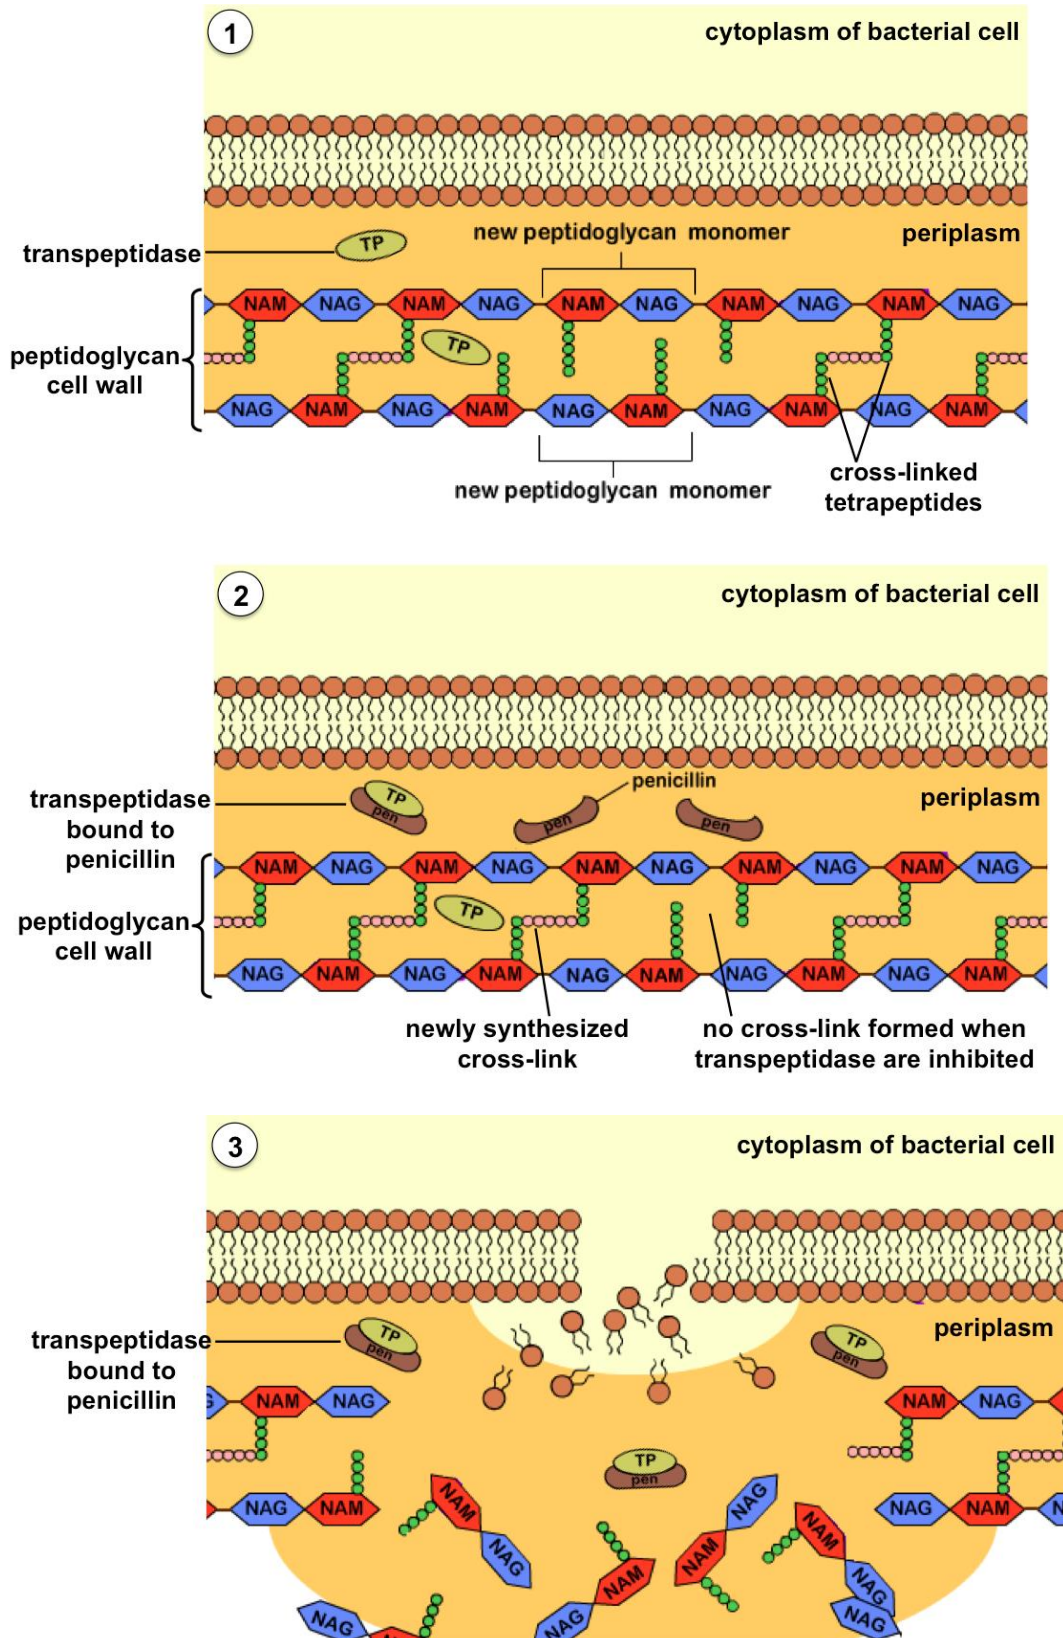 1
cytoplasm of bacterial cell
new peptidoglycan monomer
periplasm
transpeptidase
TP
NAM NAG NAM NAG NAM NAG NAM NAG NAM NAG
peptidoglycan
cell wall
TP
NAG NAM NAG NAM NAG NAM NAG NAM NAG NAM
new peptidoglycan monomer
cross-linked
tetrapeptides
2
cytoplasm of bacterial cell
penicillin
transpeptidase
bound to
penicillin
TP
pen
pen
pen
periplasm
NAM NAG NAM NAG NAM NAG NAM NAG NAM NAG
peptidoglycan
cell wall
TP
NAG NAM NAG NAM NAG NAM NAG NAM NAG NAM
newly synthesized
cross-link
no cross-link formed when
transpeptidase are inhibited
3
cytoplasm of bacterial cell
transpeptidase
bound to
penicillin
TP
pen
TP
pen
periplasm
NAM NAG NAM NAG
TP
pen
NAG NAM NAG NAM
NAM
NAG
NAG
NAM
NAM
NAG
NAM
NAG
NAG
NAG